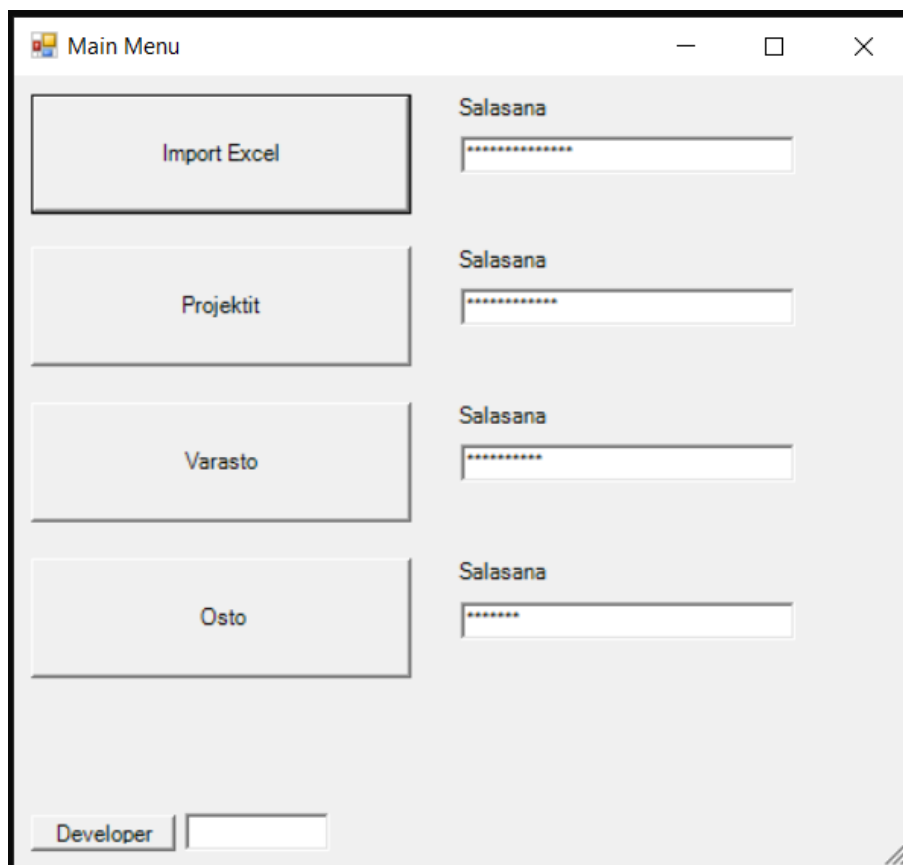 Main Menu
Import Excel
Salasana
**************
Projektit
Salasana
************
Varasto
Salasana
**********
Osto
Salasana
*******
Developer